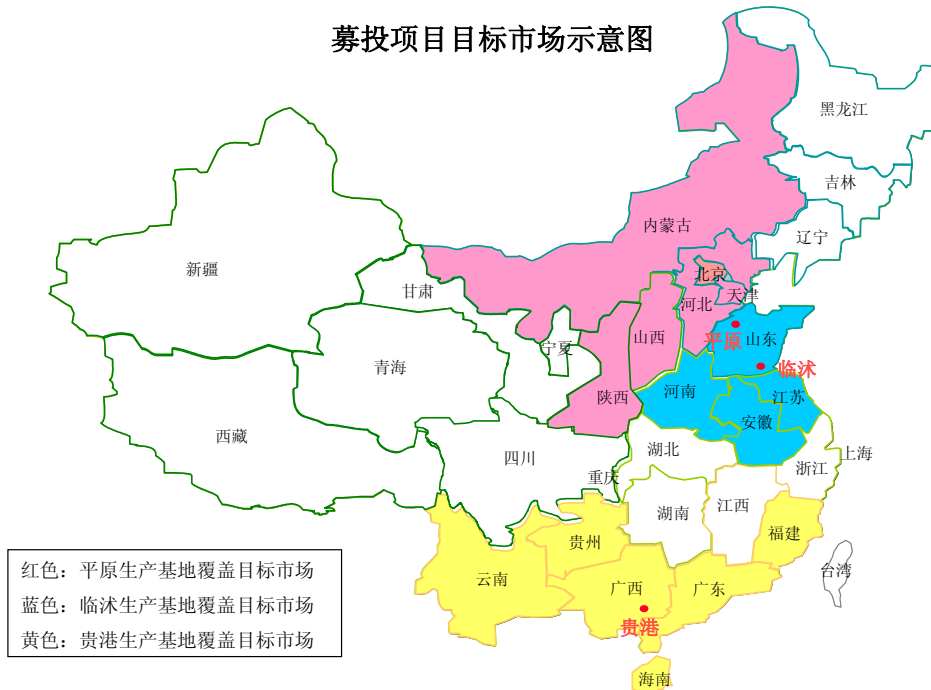 募投项目目标市场示意图
黑龙江
吉林
辽宁
内蒙古
新疆
甘肃
北京
天津
河北
平原
山东
山西
宁夏
青海
临沭
陕西
河南
江苏
安徽
西藏
四川
湖北
上海
浙江
重庆
湖南
江西
福建
贵州
云南
广西
广东
台湾
贵港
海南
红色：平原生产基地覆盖目标市场
蓝色：临沭生产基地覆盖目标市场
黄色：贵港生产基地覆盖目标市场